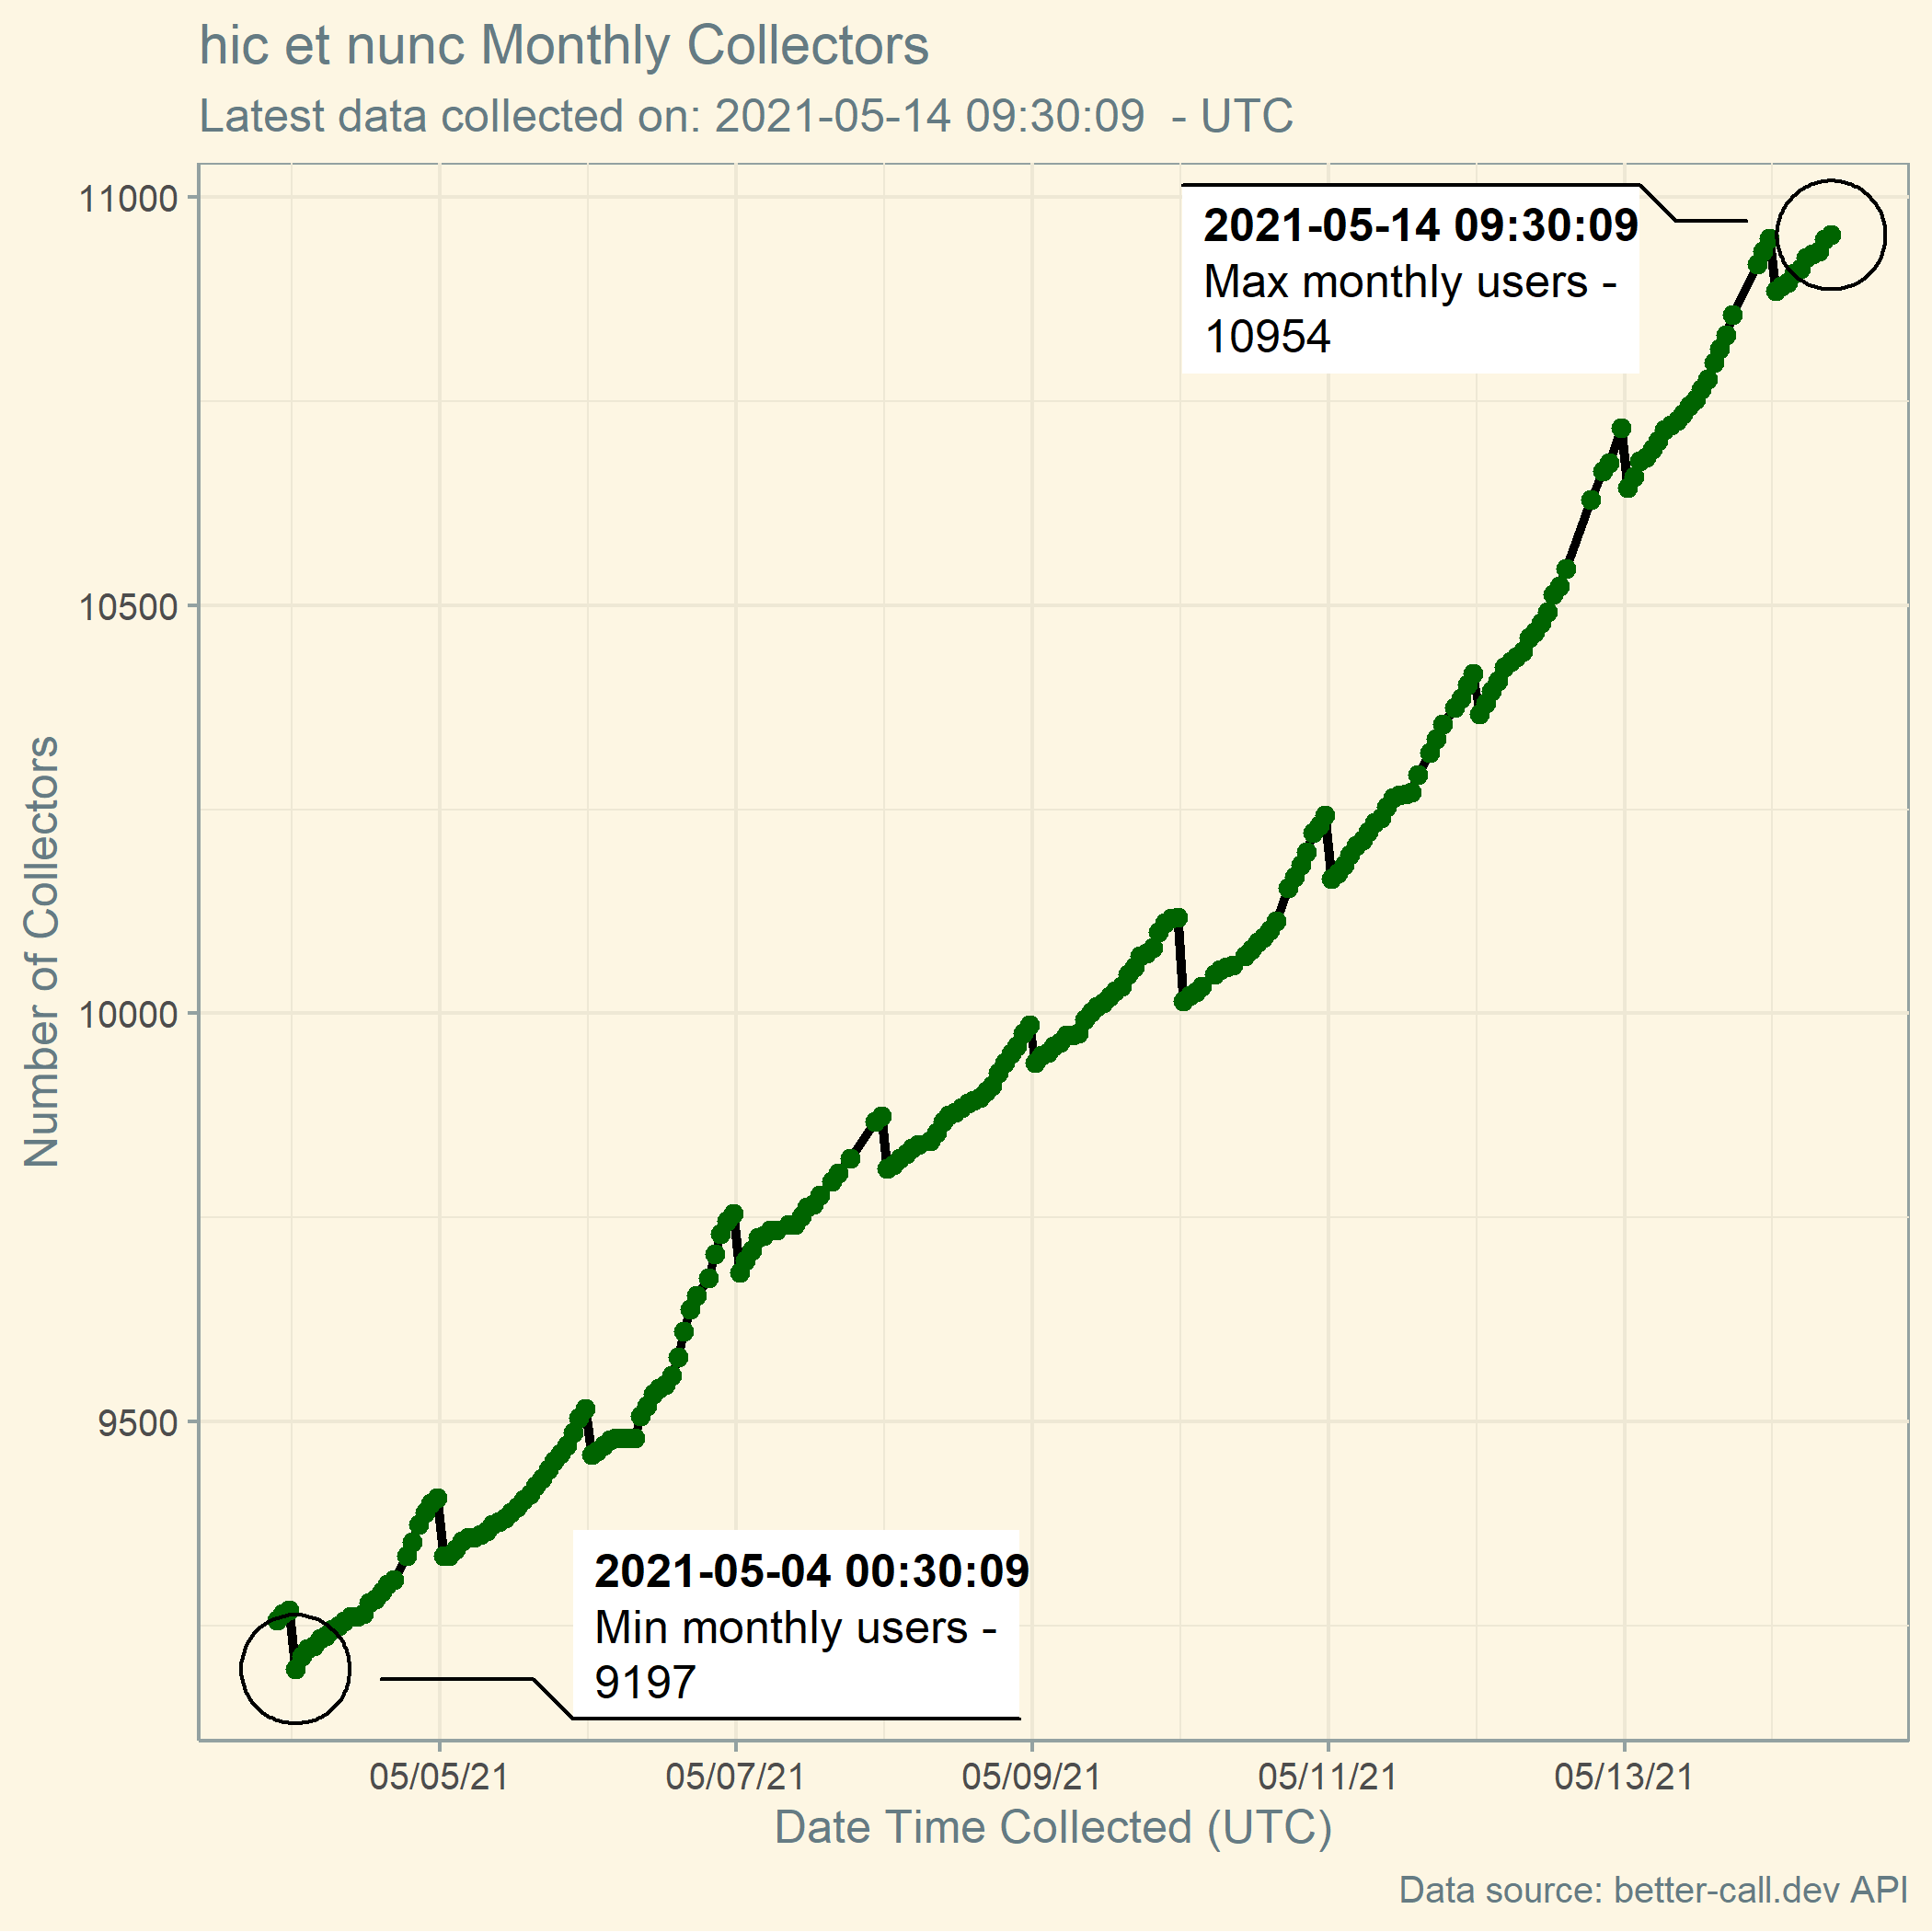 hic et nunc Monthly Collectors
Latest data collected on: 2021-05-14 09:30:09  - UTC
11000
10500
10000
9500
Number of Collectors
2021-05-14 09:30:09
Max monthly users -
10954
2021-05-04 00:30:09
Min monthly users -
9197
05/05/21 05/07/21 05/09/21 05/11/21 05/13/21
Date Time Collected (UTC)
Data source: better-call.dev API